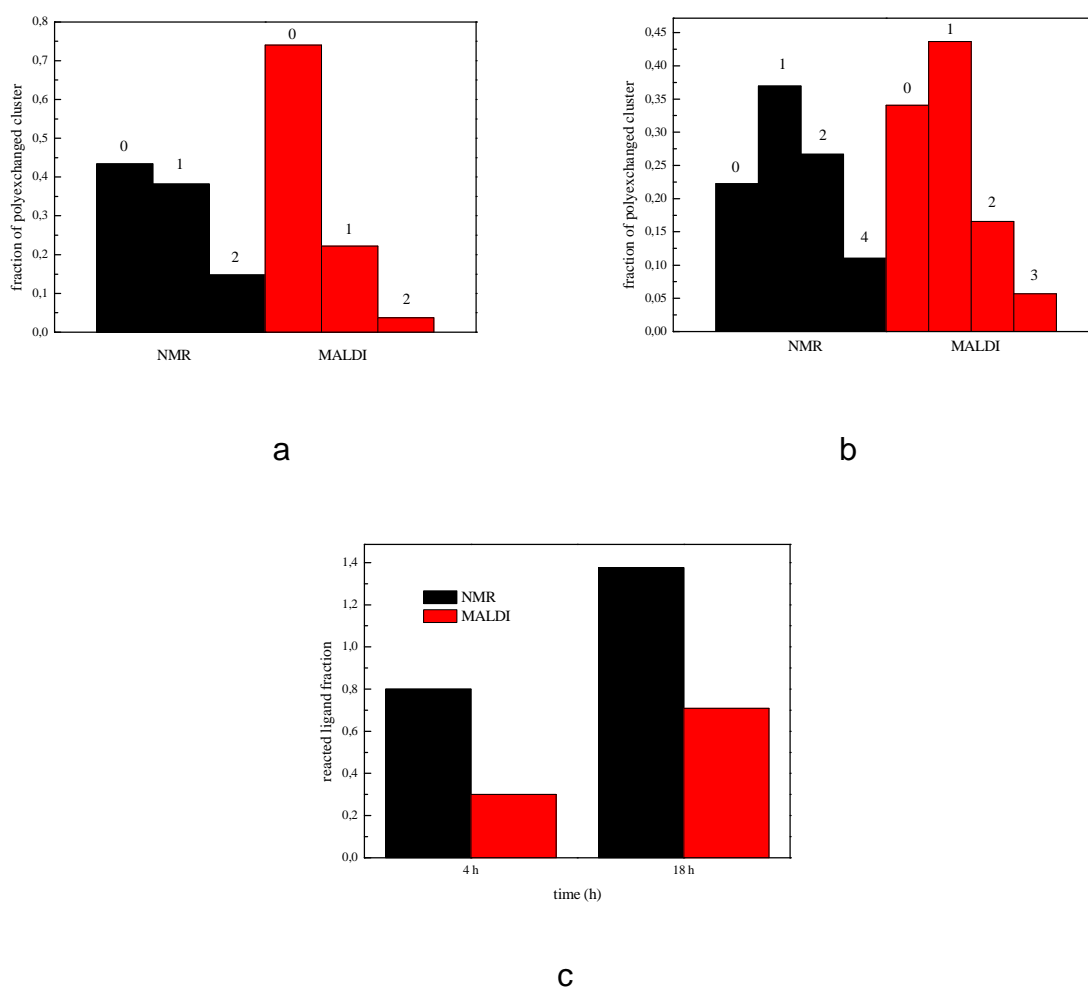 0,8
0,7
0,6
0,5
0,4
0,3
0,2
0,1
0,0
fraction of polyexchanged cluster
0
1
2
0
1
2
NMR
MALDI
a
0,45
0,40
0,35
0,30
0,25
0,20
0,15
0,10
0,05
0,00
fraction of polyexchanged cluster
0
1
2
4
0
1
2
3
NMR
MALDI
b
1,4
1,2
1,0
0,8
0,6
0,4
0,2
0,0
reacted ligand fraction
NMR
MALDI
4 h
18 h
time (h)
c